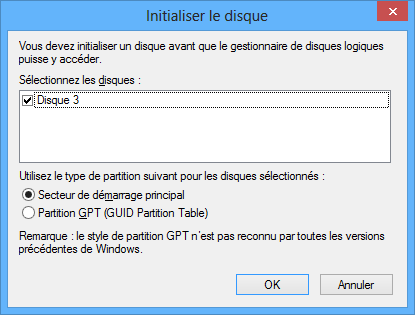 Initialiser le disque
Vous devez initialiser un disque avant que le gestionnaire de disques logiques
puisse y accéder.
Sélectionnez les disques :
Disque 3
Utilisez le type de partition suivant pour les disques sélectionnés :
Secteur de démarrage principal
Partition GPT (GUID Partition Table)
Remarque : le style de partition GPT n'est pas reconnu par toutes les versions
précédentes de Windows.
OK
Annuler